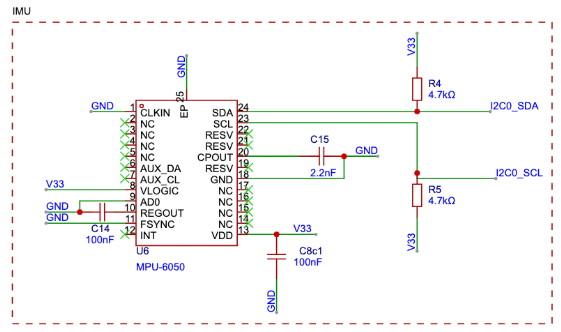 IMU
V33
GND
R4
4.7kΩ
I2C0_SDA
EP 25
GND 1 CLKIN SDA 24
2 NC SCL 23
3 NC RESV 22
4 NC RESV 21
5 NC CPOUT 20
6 AUX_DA RESV 19
7 AUX_CL GND 18
V33 8 VLOGIC NC 17
9 AD0 NC 16
GND 10 REGOUT NC 15
GND 11 FSYNC NC 14
12 INT VDD 13
C15
2.2nF
GND
I2C0_SCL
R5
4.7kΩ
V33
C14
100nF
V33
U6
MPU-6050
C8c1
100nF
GND